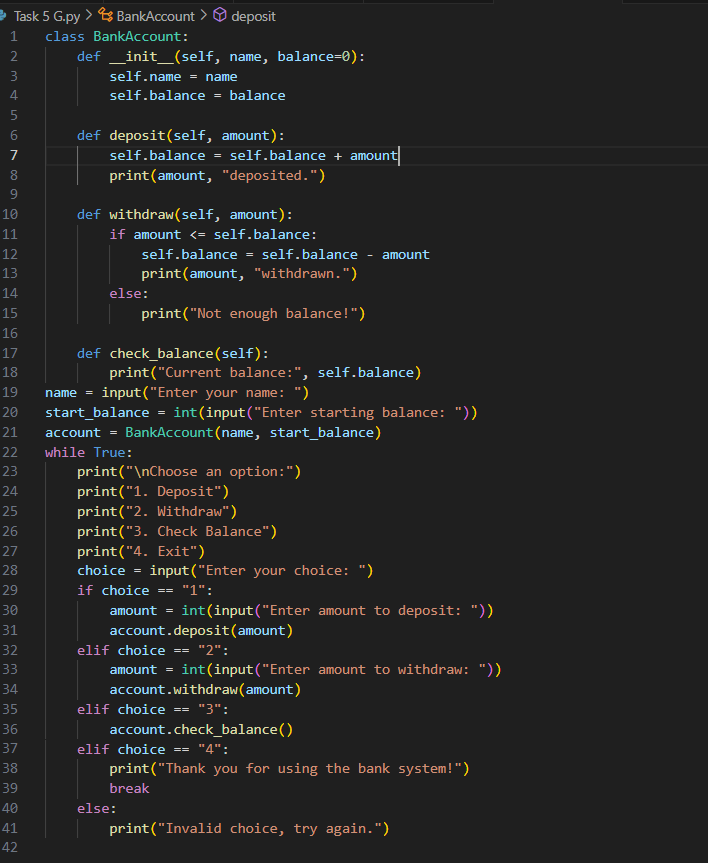 Task 5 G.py > BankAccount > deposit
1 class BankAccount:
2     def __init__(self, name, balance=0):
3         self.name = name
4         self.balance = balance
5
6     def deposit(self, amount):
7         self.balance = self.balance + amount
8         print(amount, "deposited.")
9
10     def withdraw(self, amount):
11         if amount <= self.balance:
12             self.balance = self.balance - amount
13             print(amount, "withdrawn.")
14         else:
15             print("Not enough balance!")
16
17     def check_balance(self):
18         print("Current balance:", self.balance)
19 name = input("Enter your name: ")
20 start_balance = int(input("Enter starting balance: "))
21 account = BankAccount(name, start_balance)
22 while True:
23     print("\nChoose an option:")
24     print("1. Deposit")
25     print("2. Withdraw")
26     print("3. Check Balance")
27     print("4. Exit")
28     choice = input("Enter your choice: ")
29     if choice == "1":
30         amount = int(input("Enter amount to deposit: "))
31         account.deposit(amount)
32     elif choice == "2":
33         amount = int(input("Enter amount to withdraw: "))
34         account.withdraw(amount)
35     elif choice == "3":
36         account.check_balance()
37     elif choice == "4":
38         print("Thank you for using the bank system!")
39         break
40     else:
41         print("Invalid choice, try again.")
42